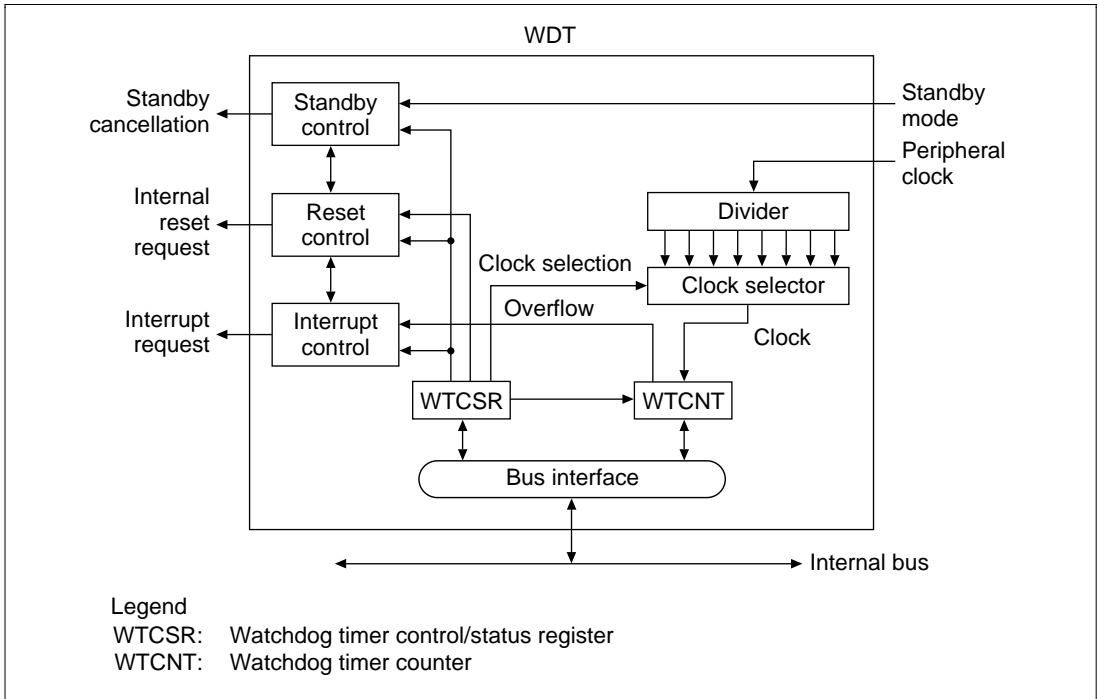 WDT
Standby
cancellation
Standby
control
Standby
mode
Peripheral
clock
Internal
reset
request
Reset
control
Divider
Clock selection
Clock selector
Overflow
Interrupt
request
Interrupt
control
Clock
WTCSR
WTCNT
Bus interface
Internal bus
Legend
WTCSR: Watchdog timer control/status register
WTCNT: Watchdog timer counter